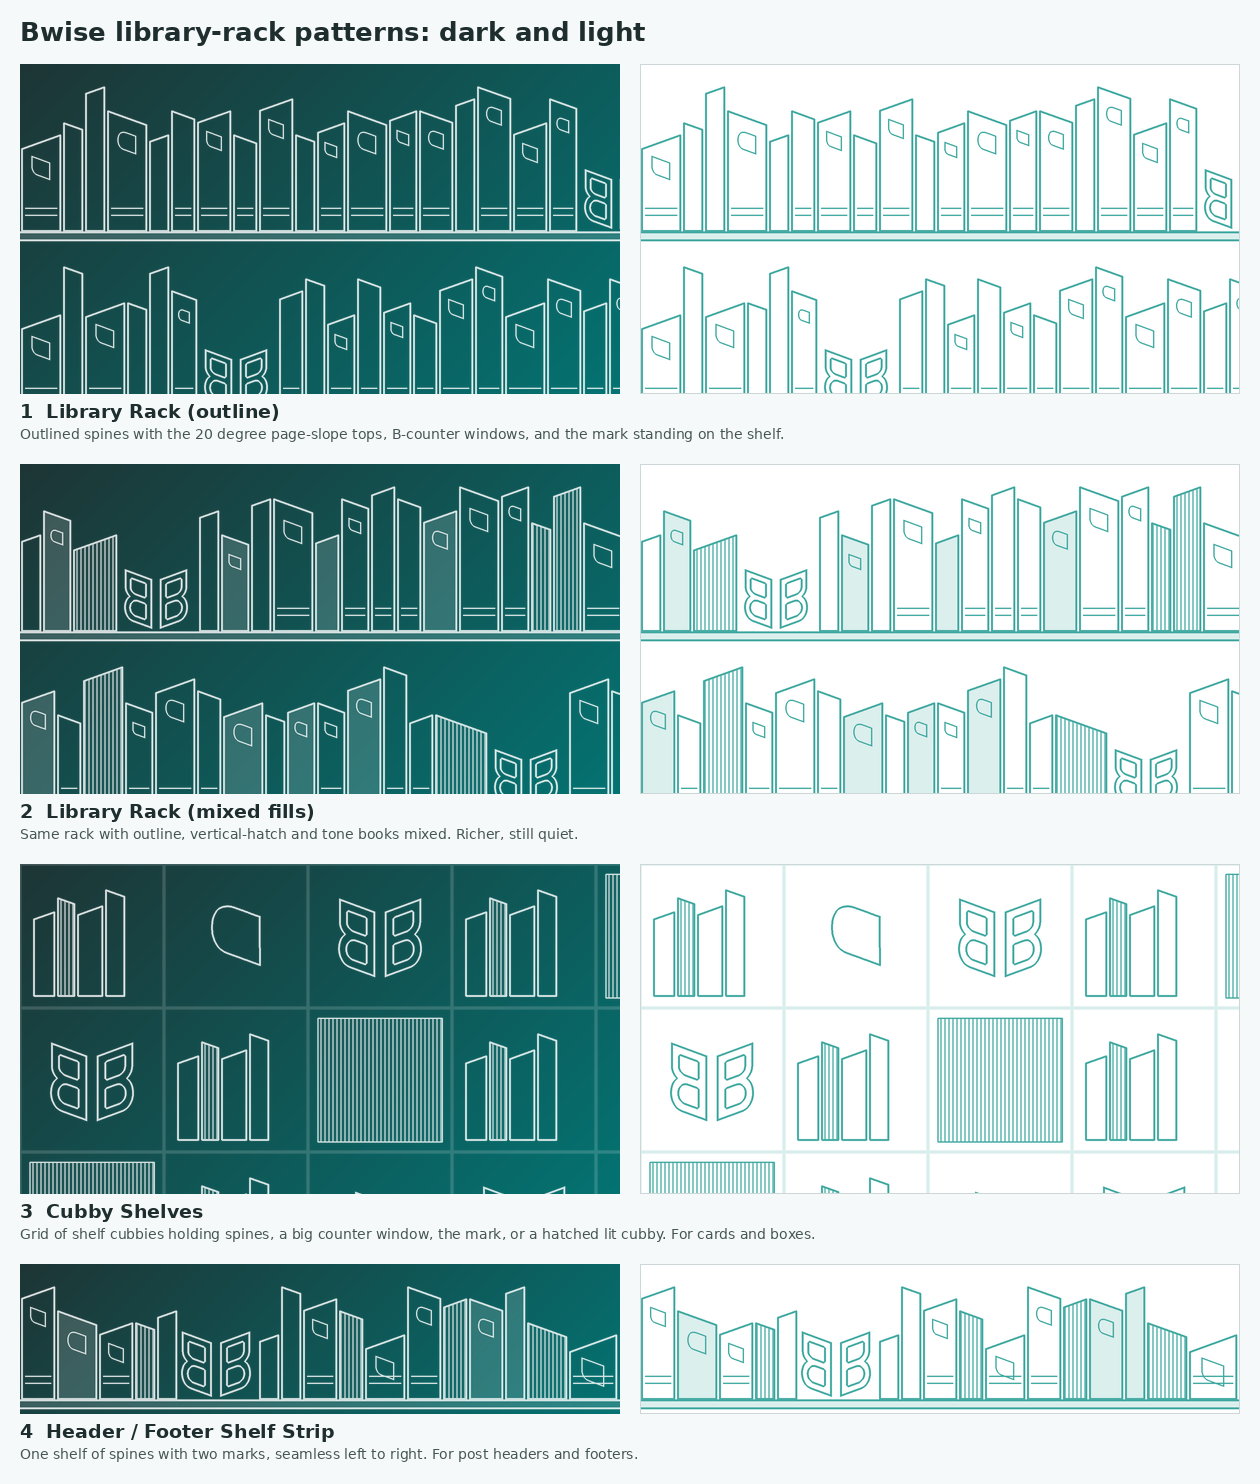 Bwise library-rack patterns: dark and light
1 Library Rack (outline)
Outlined spines with the 20 degree page-slope tops, B-counter windows, and the mark standing on the shelf.
2 Library Rack (mixed fills)
Same rack with outline, vertical-hatch and tone books mixed. Richer, still quiet.
3 Cubby Shelves
Grid of shelf cubbies holding spines, a big counter window, the mark, or a hatched lit cubby. For cards and boxes.
4 Header / Footer Shelf Strip
One shelf of spines with two marks, seamless left to right. For post headers and footers.